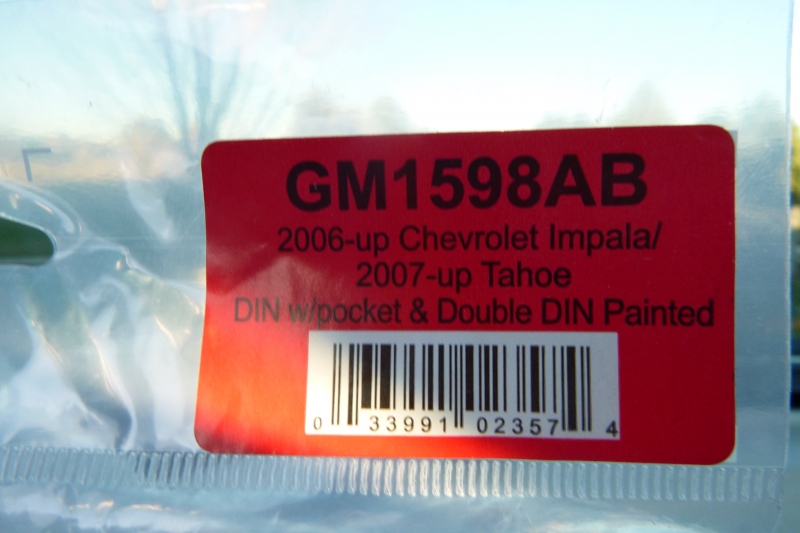 GM1598AB
2006-up Chevrolet Impala/
2007-up Tahoe
DIN w/pocket & Double DIN Painted
0 33991 02357 4